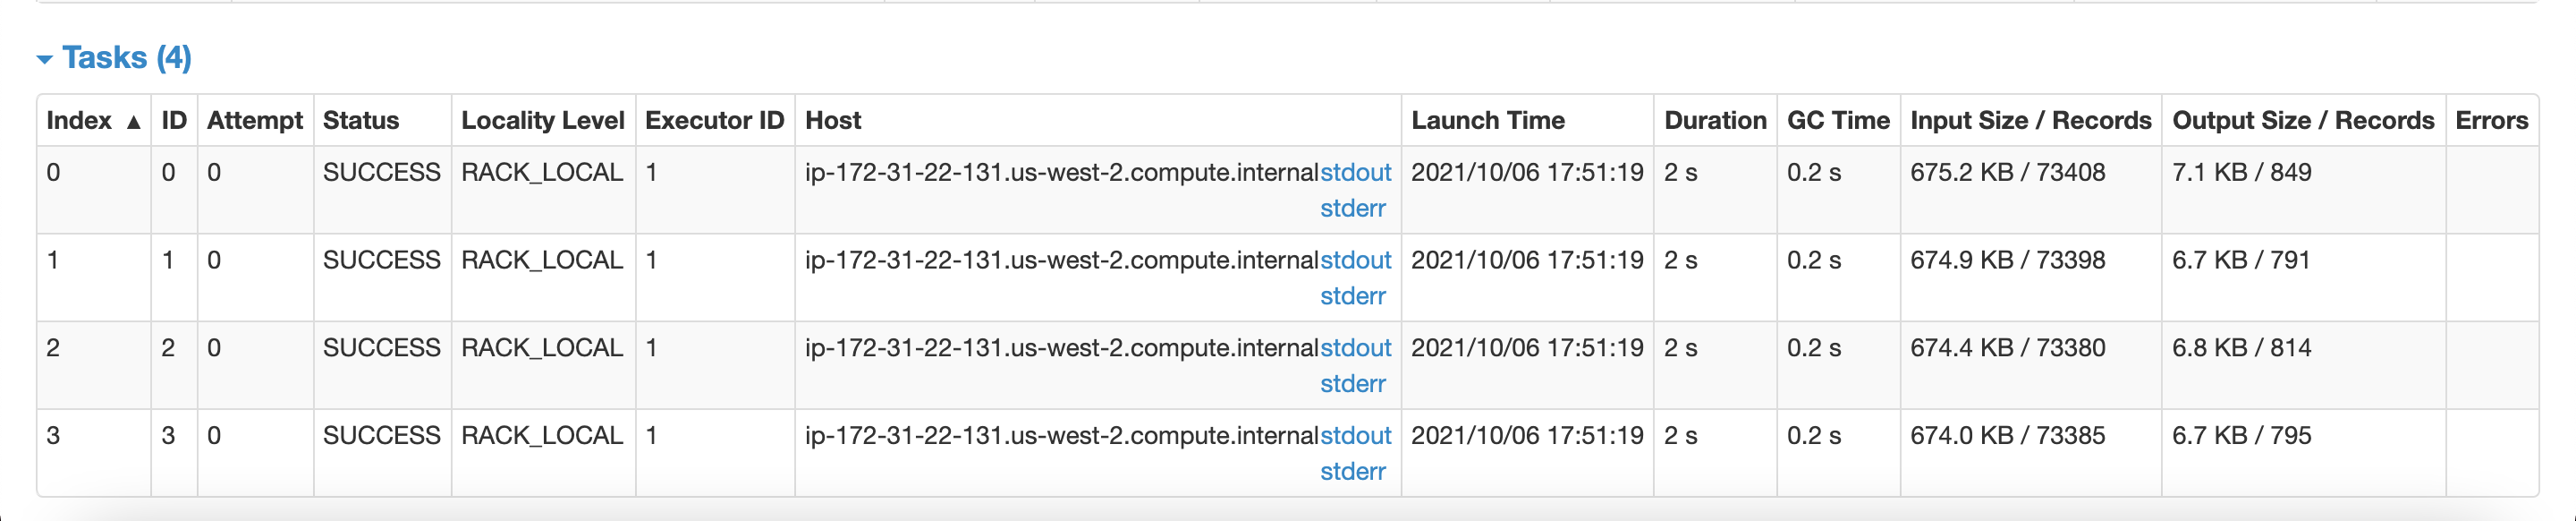 Tasks (4)
Index ▲ ID Attempt Status Locality Level Executor ID Host Launch Time Duration GC Time Input Size / Records Output Size / Records Errors
0 0 0 SUCCESS RACK_LOCAL 1 ip-172-31-22-131.us-west-2.compute.internal stdout 2021/10/06 17:51:19 2 s 0.2 s 675.2 KB / 73408 7.1 KB / 849
stderr
1 1 0 SUCCESS RACK_LOCAL 1 ip-172-31-22-131.us-west-2.compute.internal stdout 2021/10/06 17:51:19 2 s 0.2 s 674.9 KB / 73398 6.7 KB / 791
stderr
2 2 0 SUCCESS RACK_LOCAL 1 ip-172-31-22-131.us-west-2.compute.internal stdout 2021/10/06 17:51:19 2 s 0.2 s 674.4 KB / 73380 6.8 KB / 814
stderr
3 3 0 SUCCESS RACK_LOCAL 1 ip-172-31-22-131.us-west-2.compute.internal stdout 2021/10/06 17:51:19 2 s 0.2 s 674.0 KB / 73385 6.7 KB / 795
stderr